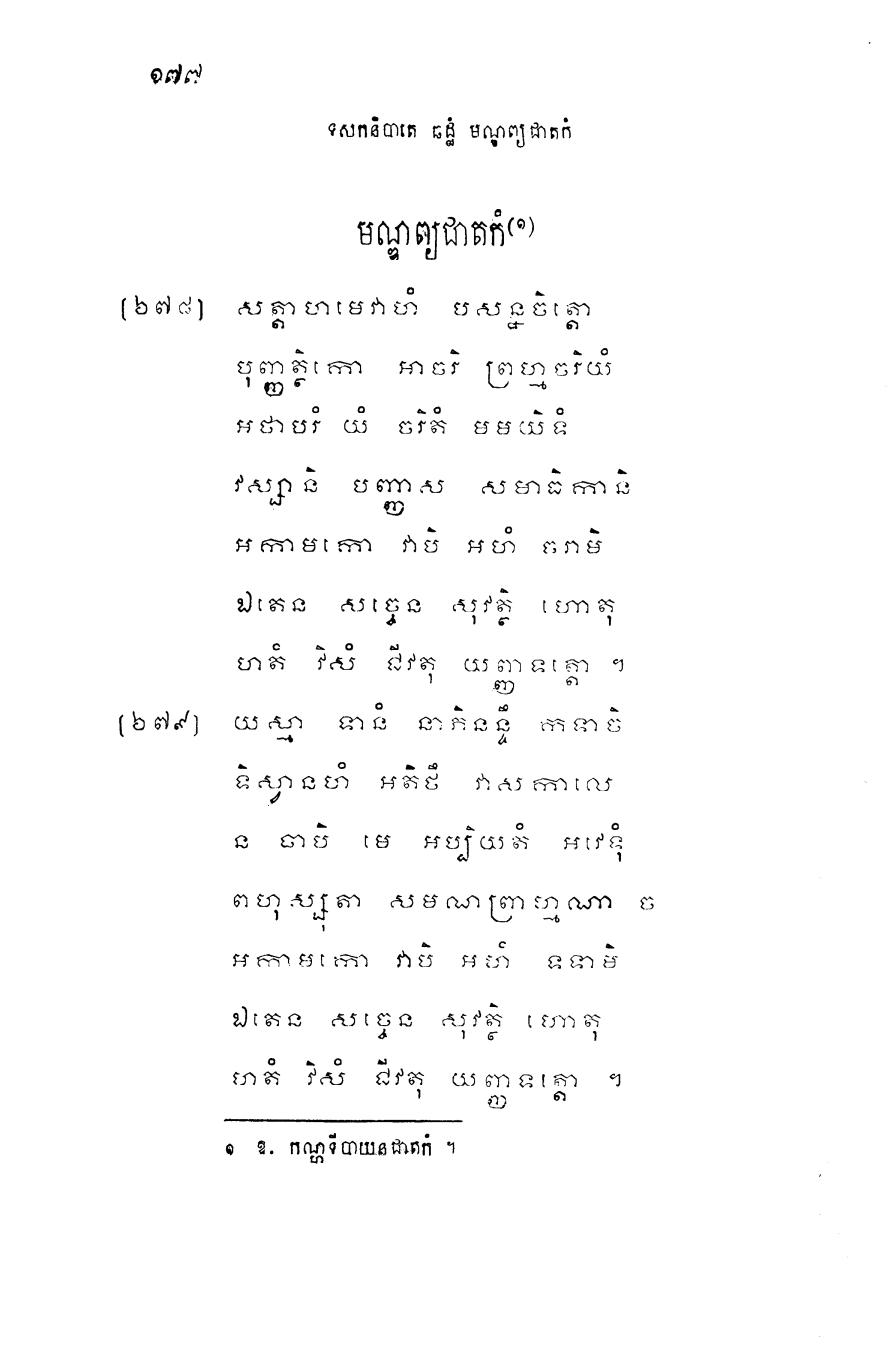 ១៧៧
ទសកនិបាតេ ឆដ្ឋំ មណ្ឌព្យជាតកំ
មណ្ឌព្យជាតកំ(១)
[៦៧៨] សត្តាហមេវាហំ បសន្នចិត្តោ
បុញ្ញត្ថិកោ អាចរិ ព្រហ្មចរិយំ
អថាបរំ យំ ចរិតំ មមយិទំ
វស្សានិ បញ្ញាស សមាធិកានិ
អកាមកោ វាបិ អហំ ចរាមិ
ឯតេន សច្ចេន សុវត្ថិ ហោតុ
ហតំ វិសំ ជីវតុ យញ្ញទត្តោ ។
[៦៧៩] យស្មា ទានំ នាភិនន្ទឹ កទាចិ
ទិស្វានហំ អតិថឹ វាសកាលេ
ន ចាបិ មេ អប្បិយតំ អវេទុំ
ពហុស្សុតា សមណព្រាហ្មណា ច
អកាមកោ វាបិ អហំ ទទាមិ
ឯតេន សច្ចេន សុវត្ថិ ហោតុ
ហតំ វិសំ ជីវតុ យញ្ញទត្តោ ។
១ ឱ. កណ្ហទីបាយនជាតកំ ។